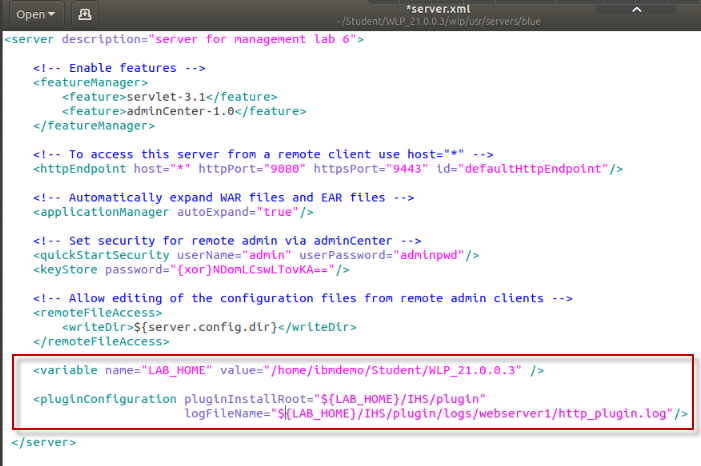 Open
*server.xml
~/Student/WLP_21.0.0.3/wlp/usr/servers/blue
<server description="server for management lab 6">
<!-- Enable features -->
<featureManager>
<feature>servlet-3.1</feature>
<feature>adminCenter-1.0</feature>
</featureManager>
<!-- To access this server from a remote client use host="*" -->
<httpEndpoint host="*" httpPort="9080" httpsPort="9443" id="defaultHttpEndpoint"/>
<!-- Automatically expand WAR files and EAR files -->
<applicationManager autoExpand="true"/>
<!-- Set security for remote admin via adminCenter -->
<quickStartSecurity userName="admin" userPassword="adminpwd"/>
<keyStore password="{xor}NDomLCswLTovKA=="/>
<!-- Allow editing of the configuration files from remote admin clients -->
<remoteFileAccess>
<writeDir>${server.config.dir}</writeDir>
</remoteFileAccess>
<variable name="LAB_HOME" value="/home/ibmdemo/Student/WLP_21.0.0.3" />
<pluginConfiguration pluginInstallRoot="${LAB_HOME}/IHS/plugin"
logFileName="${LAB_HOME}/IHS/plugin/logs/webserver1/http_plugin.log"/>
</server>